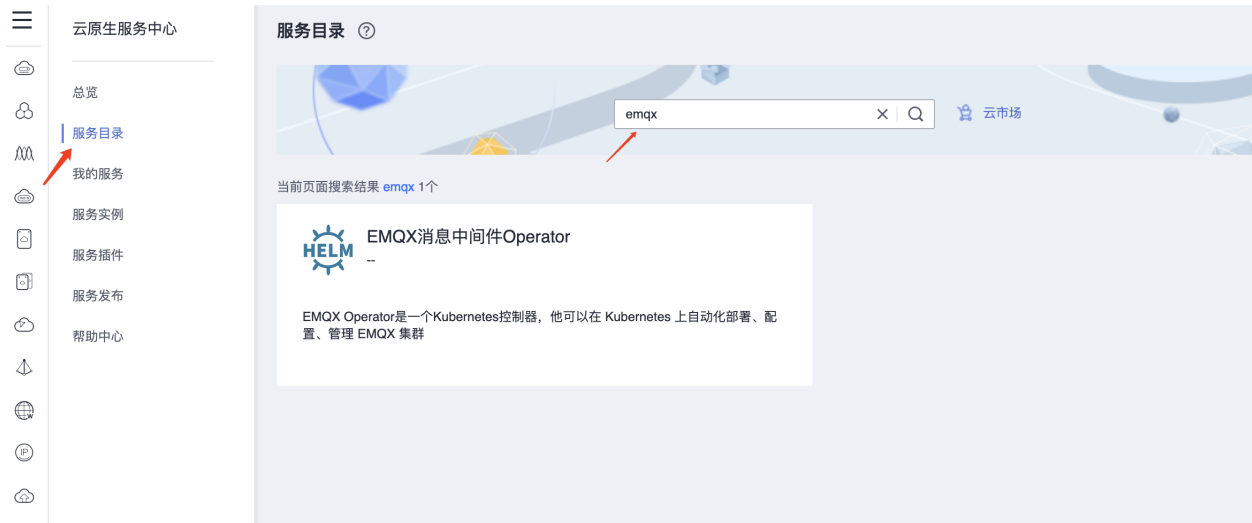 云原生服务中心
总览
服务目录
我的服务
服务实例
服务插件
服务发布
帮助中心
服务目录
emqx
云市场
当前页面搜索结果 emqx 1个
HELM
EMQX消息中间件Operator
--
EMQX Operator是一个Kubernetes控制器，他可以在 Kubernetes 上自动化部署、配
置、管理 EMQX 集群
IP